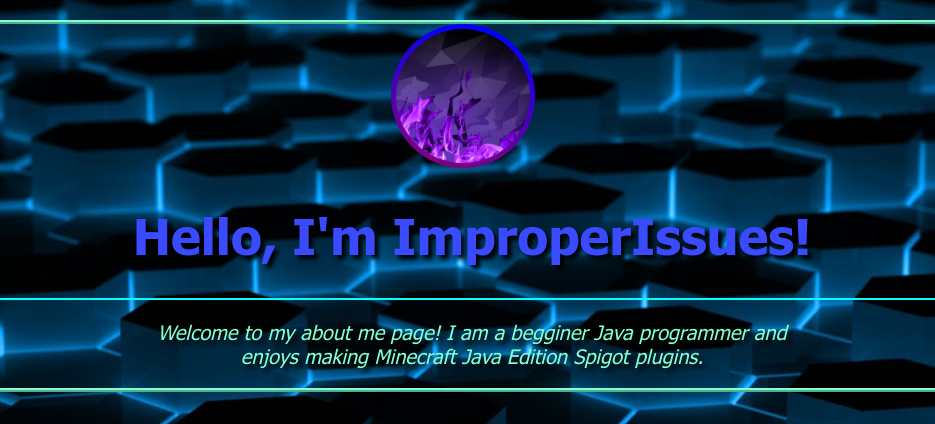 Hello, I'm ImproperIssues!
Welcome to my about me page! I am a begginer Java programmer and
enjoys making Minecraft Java Edition Spigot plugins.